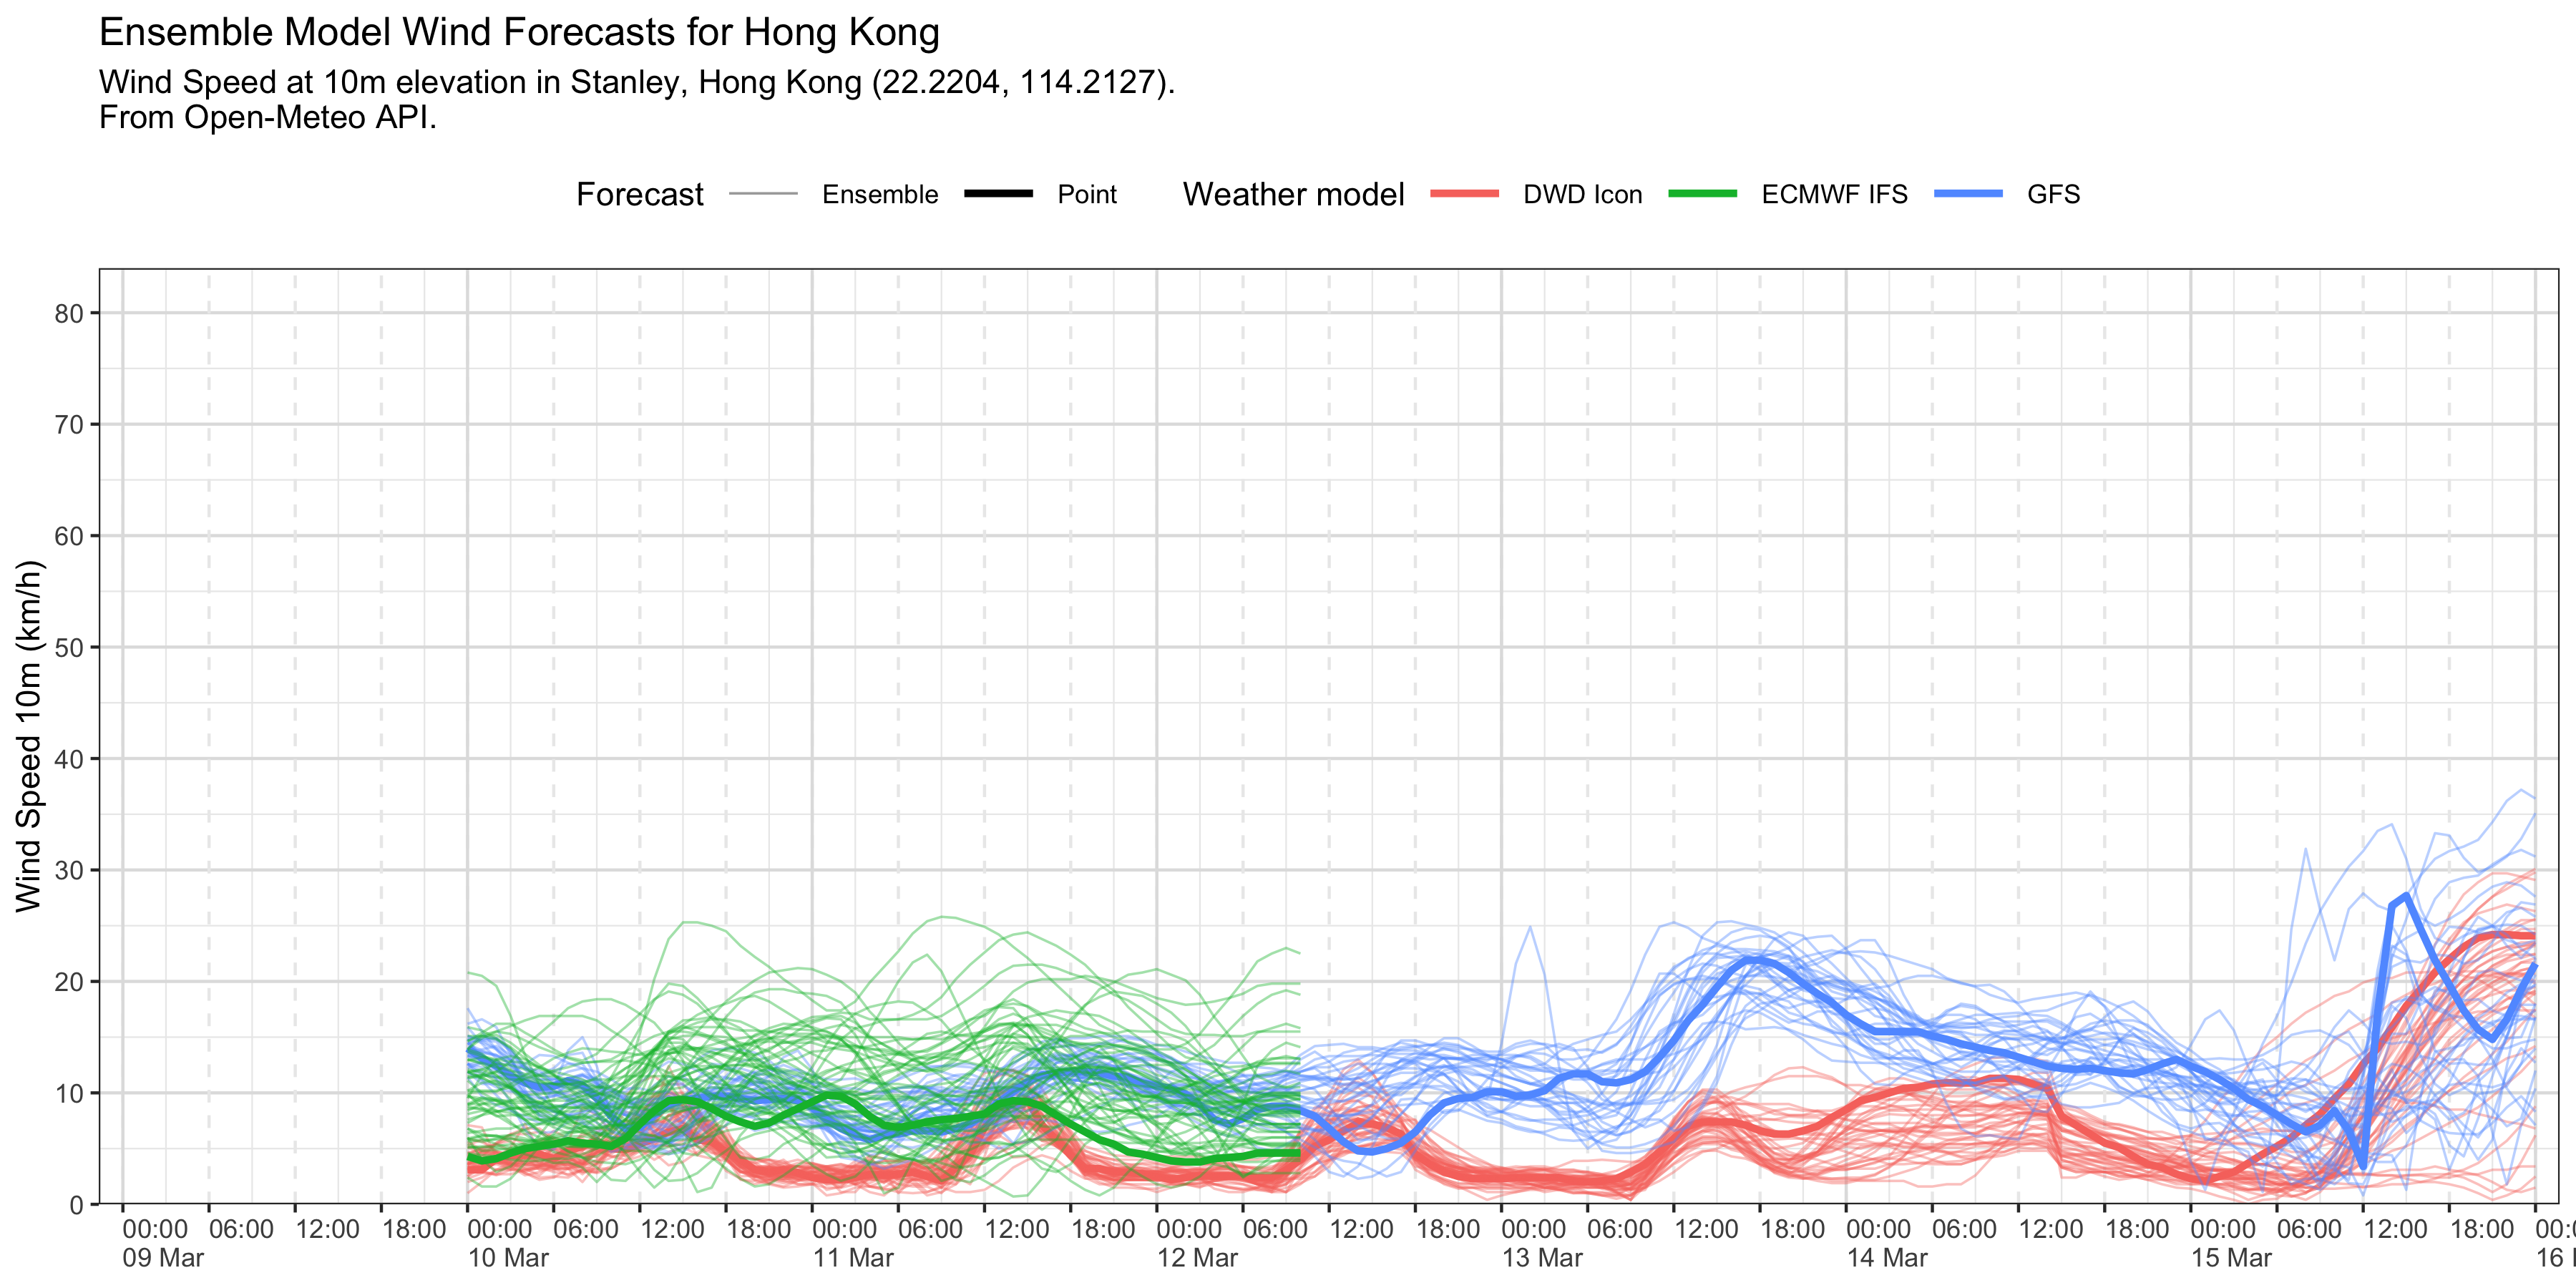 Ensemble Model Wind Forecasts for Hong Kong
Wind Speed at 10m elevation in Stanley, Hong Kong (22.2204, 114.2127).
From Open-Meteo API.
Forecast Ensemble Point Weather model DWD Icon ECMWF IFS GFS
Wind Speed 10m (km/h)
80
70
60
50
40
30
20
10
0
00:00 06:00 12:00 18:00 00:00 06:00 12:00 18:00 00:00 06:00 12:00 18:00 00:00 06:00 12:00 18:00 00:00 06:00 12:00 18:00 00:00 06:00 12:00 18:00 00:00 06:00 12:00 18:00 00:0
09 Mar 10 Mar 11 Mar 12 Mar 13 Mar 14 Mar 15 Mar 16